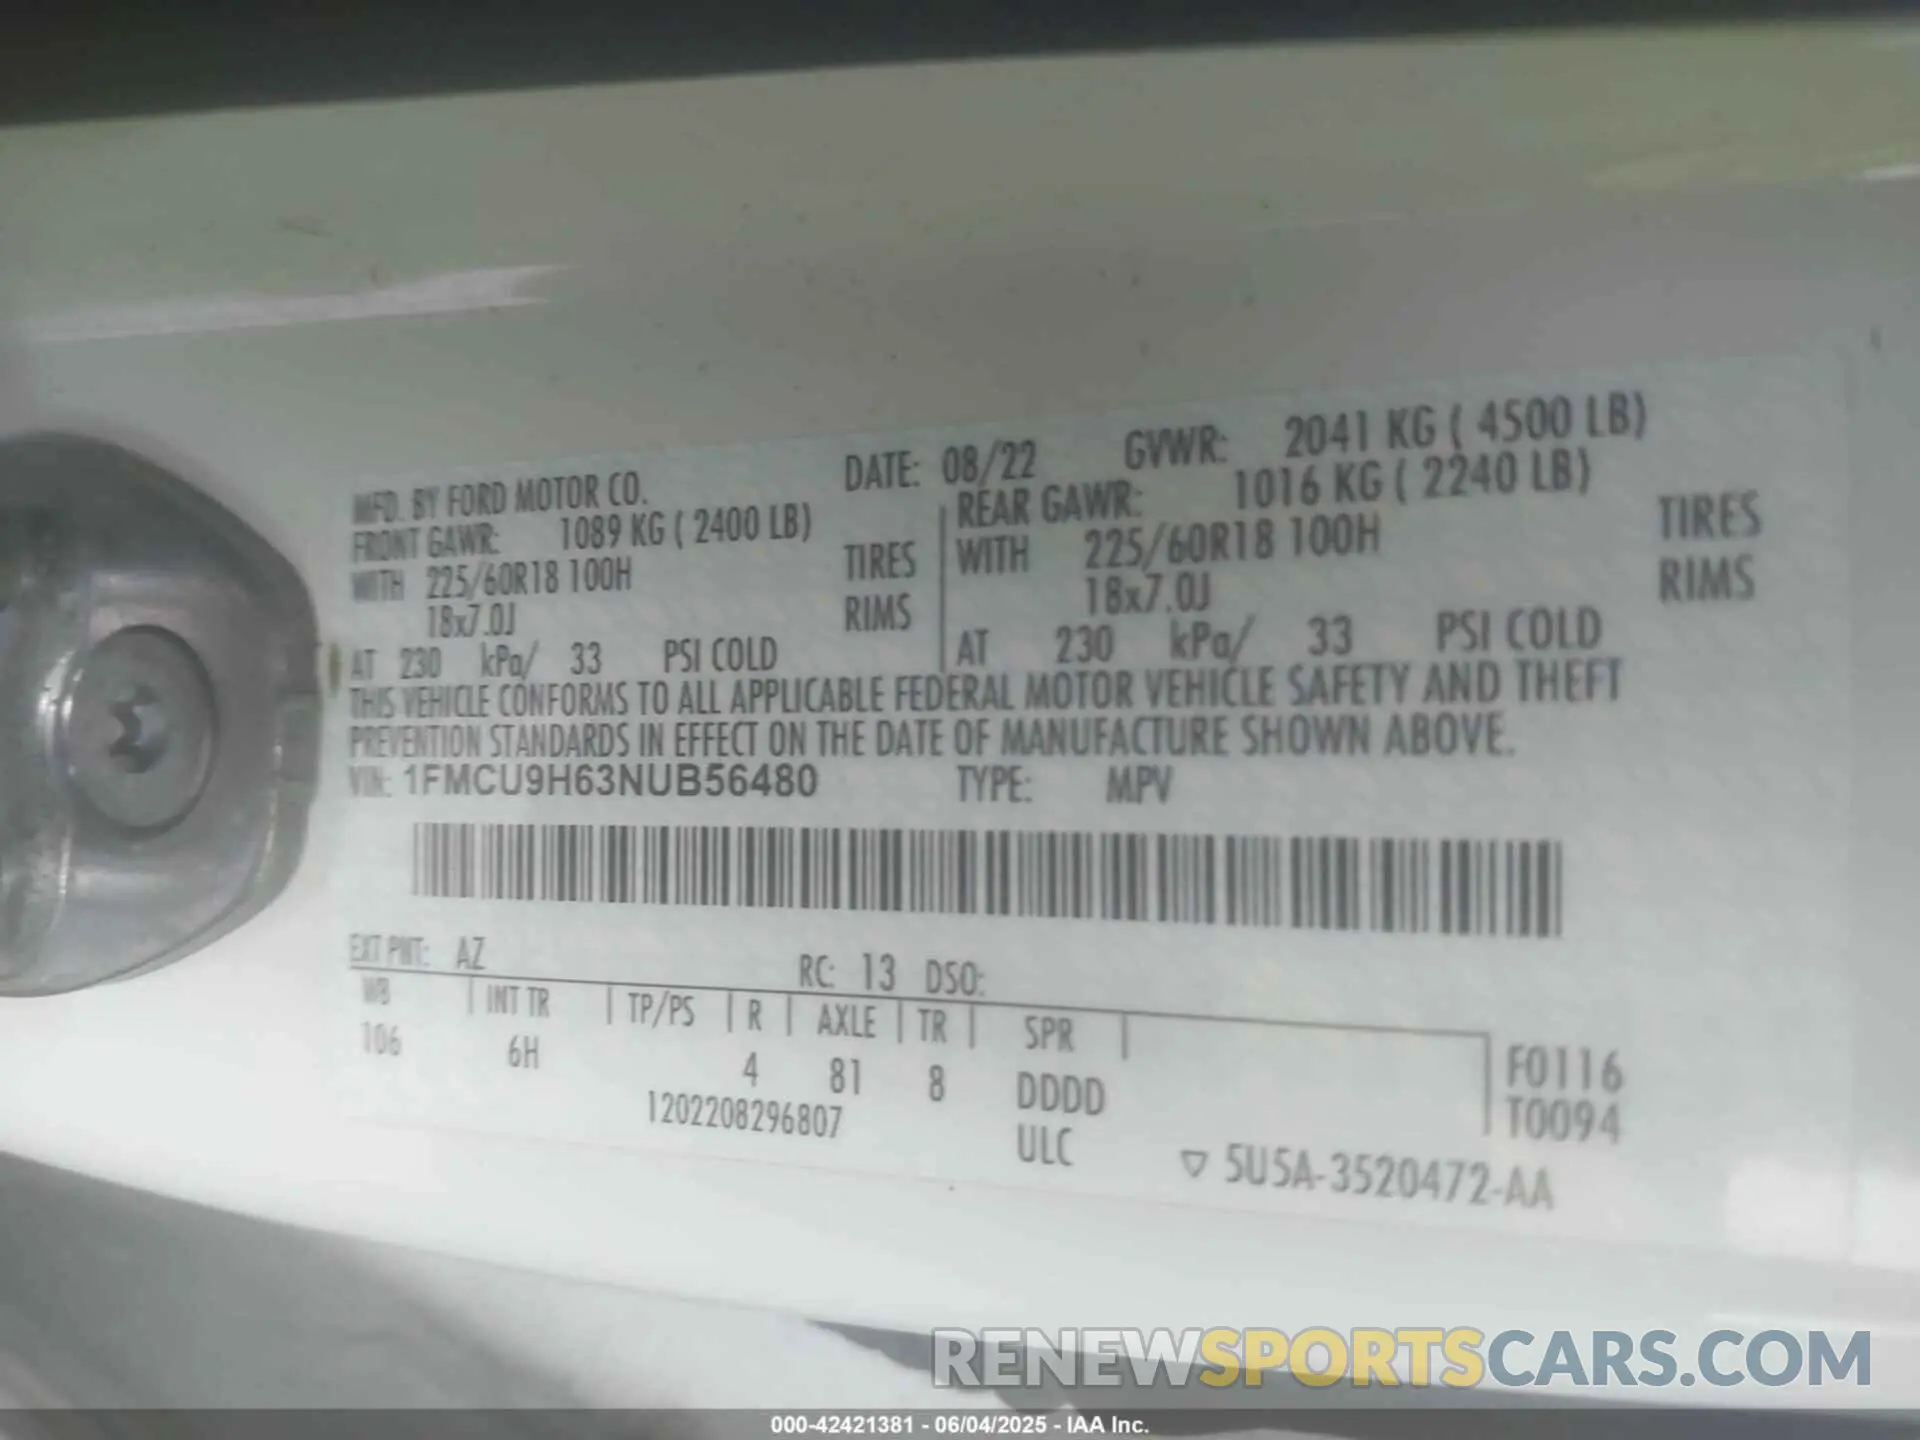 MFD. BY FORD MOTOR CO. DATE: 08/22 GVWR: 2041 KG ( 4500 LB)
FRONT GAWR: 1089 KG ( 2400 LB) REAR GAWR: 1016 KG ( 2240 LB)
WITH 225/60R18 100H TIRES WITH 225/60R18 100H TIRES
18x7.0J RIMS 18x7.0J RIMS
AT 230 kPa/ 33 PSI COLD AT 230 kPa/ 33 PSI COLD
THIS VEHICLE CONFORMS TO ALL APPLICABLE FEDERAL MOTOR VEHICLE SAFETY AND THEFT
PREVENTION STANDARDS IN EFFECT ON THE DATE OF MANUFACTURE SHOWN ABOVE.
VIN: 1FMCU9H63NUB56480 TYPE: MPV
EXT PNT: AZ RC: 13 DSO:
WB | INT TR | TP/PS | R | AXLE | TR | SPR |
106 6H 4 81 8 DDDD F0116
1202208296807 ULC T0094
▽ 5U5A-3520472-AA
RENEWSPORTSCARS.COM
000-42421381 - 06/04/2025 - IAA Inc.